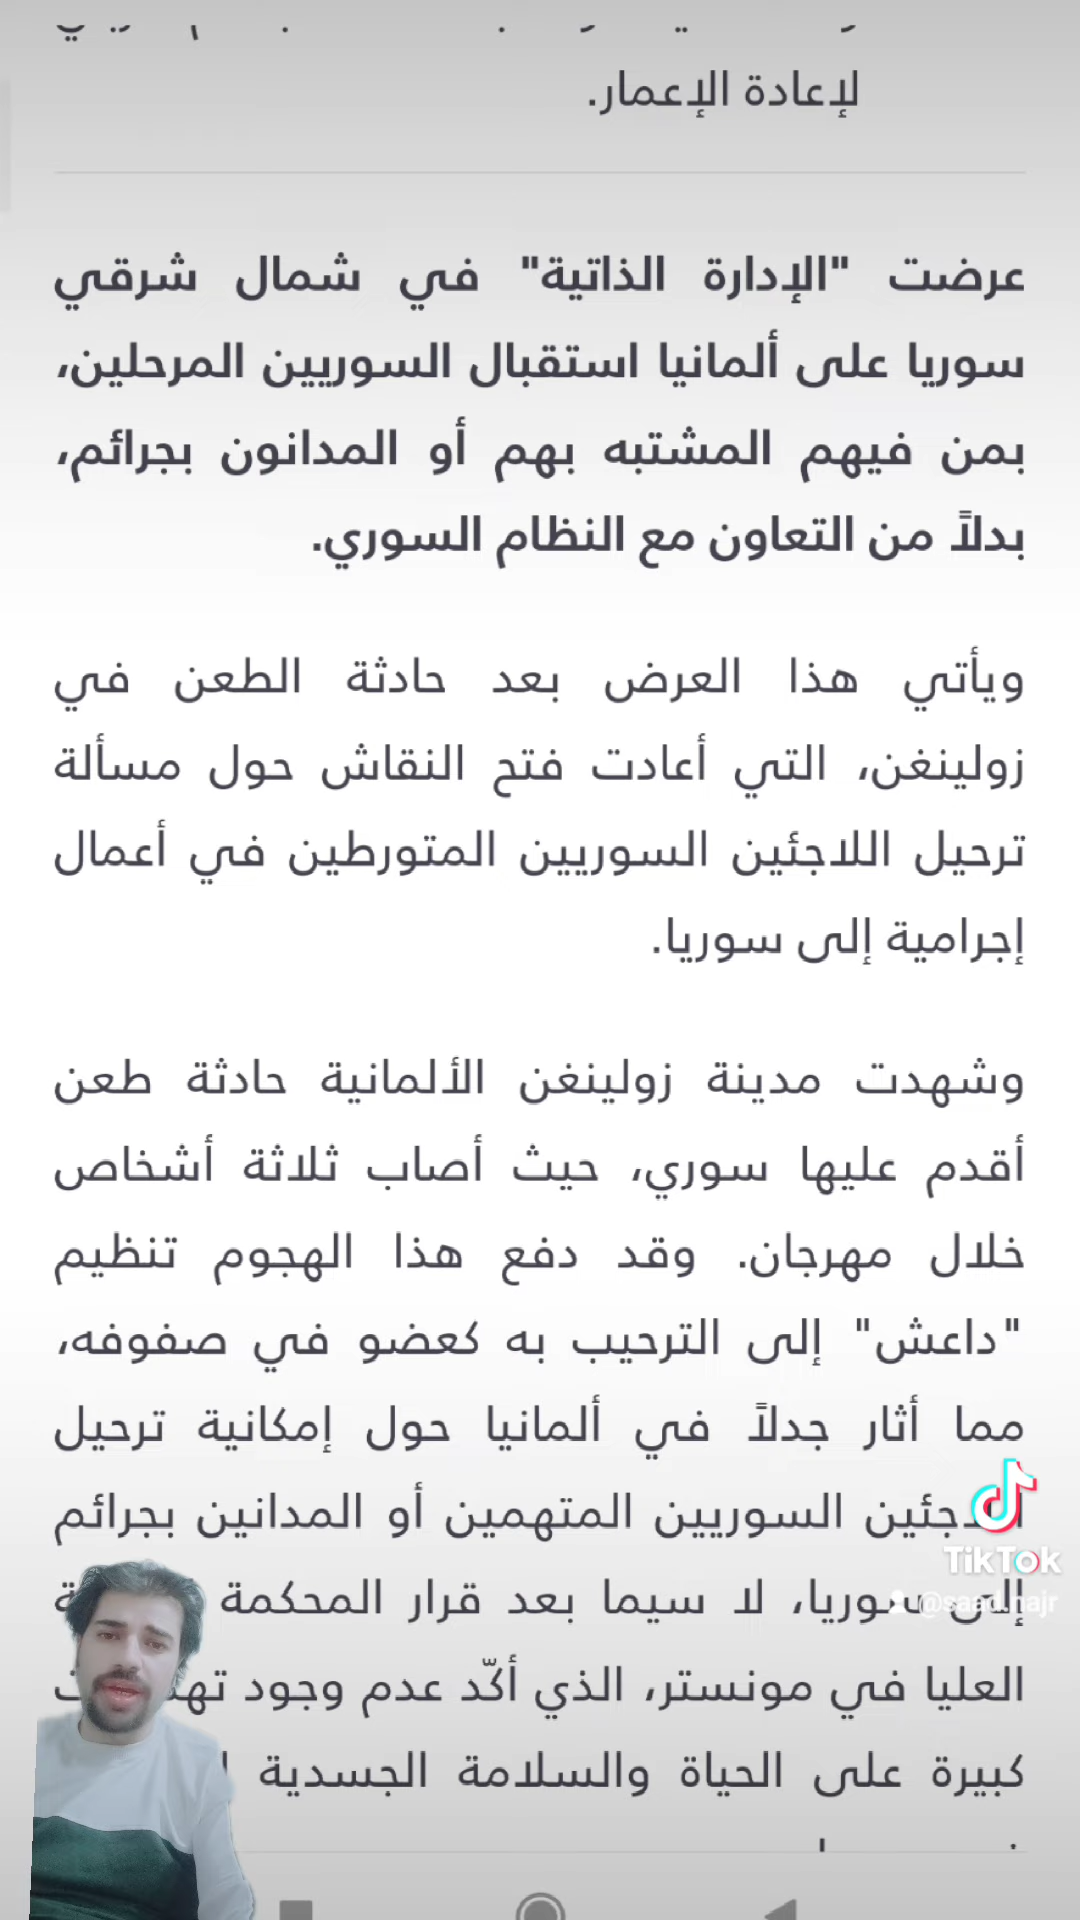 لإعادة الإعمار.
عرضت "الإدارة الذاتية" في شمال شرقي
سوريا على ألمانيا استقبال السوريين المرحلين،
بمن فيهم المشتبه بهم أو المدانون بجرائم،
بدلاً من التعاون مع النظام السوري.
ويأتي هذا العرض بعد حادثة الطعن في
زولينغن، التي أعادت فتح النقاش حول مسألة
ترحيل اللاجئين السوريين المتورطين في أعمال
إجرامية إلى سوريا.
وشهدت مدينة زولينغن الألمانية حادثة طعن
أقدم عليها سوري، حيث أصاب ثلاثة أشخاص
خلال مهرجان. وقد دفع هذا الهجوم تنظيم
"داعش" إلى الترحيب به كعضو في صفوفه،
مما أثار جدلاً في ألمانيا حول إمكانية ترحيل
اللاجئين السوريين المتهمين أو المدانين بجرائم
إلى سوريا، لا سيما بعد قرار المحكمة
العليا في مونستر، الذي أكّد عدم وجود
كبيرة على الحياة والسلامة الجسدية
TikTok
@saad.najr